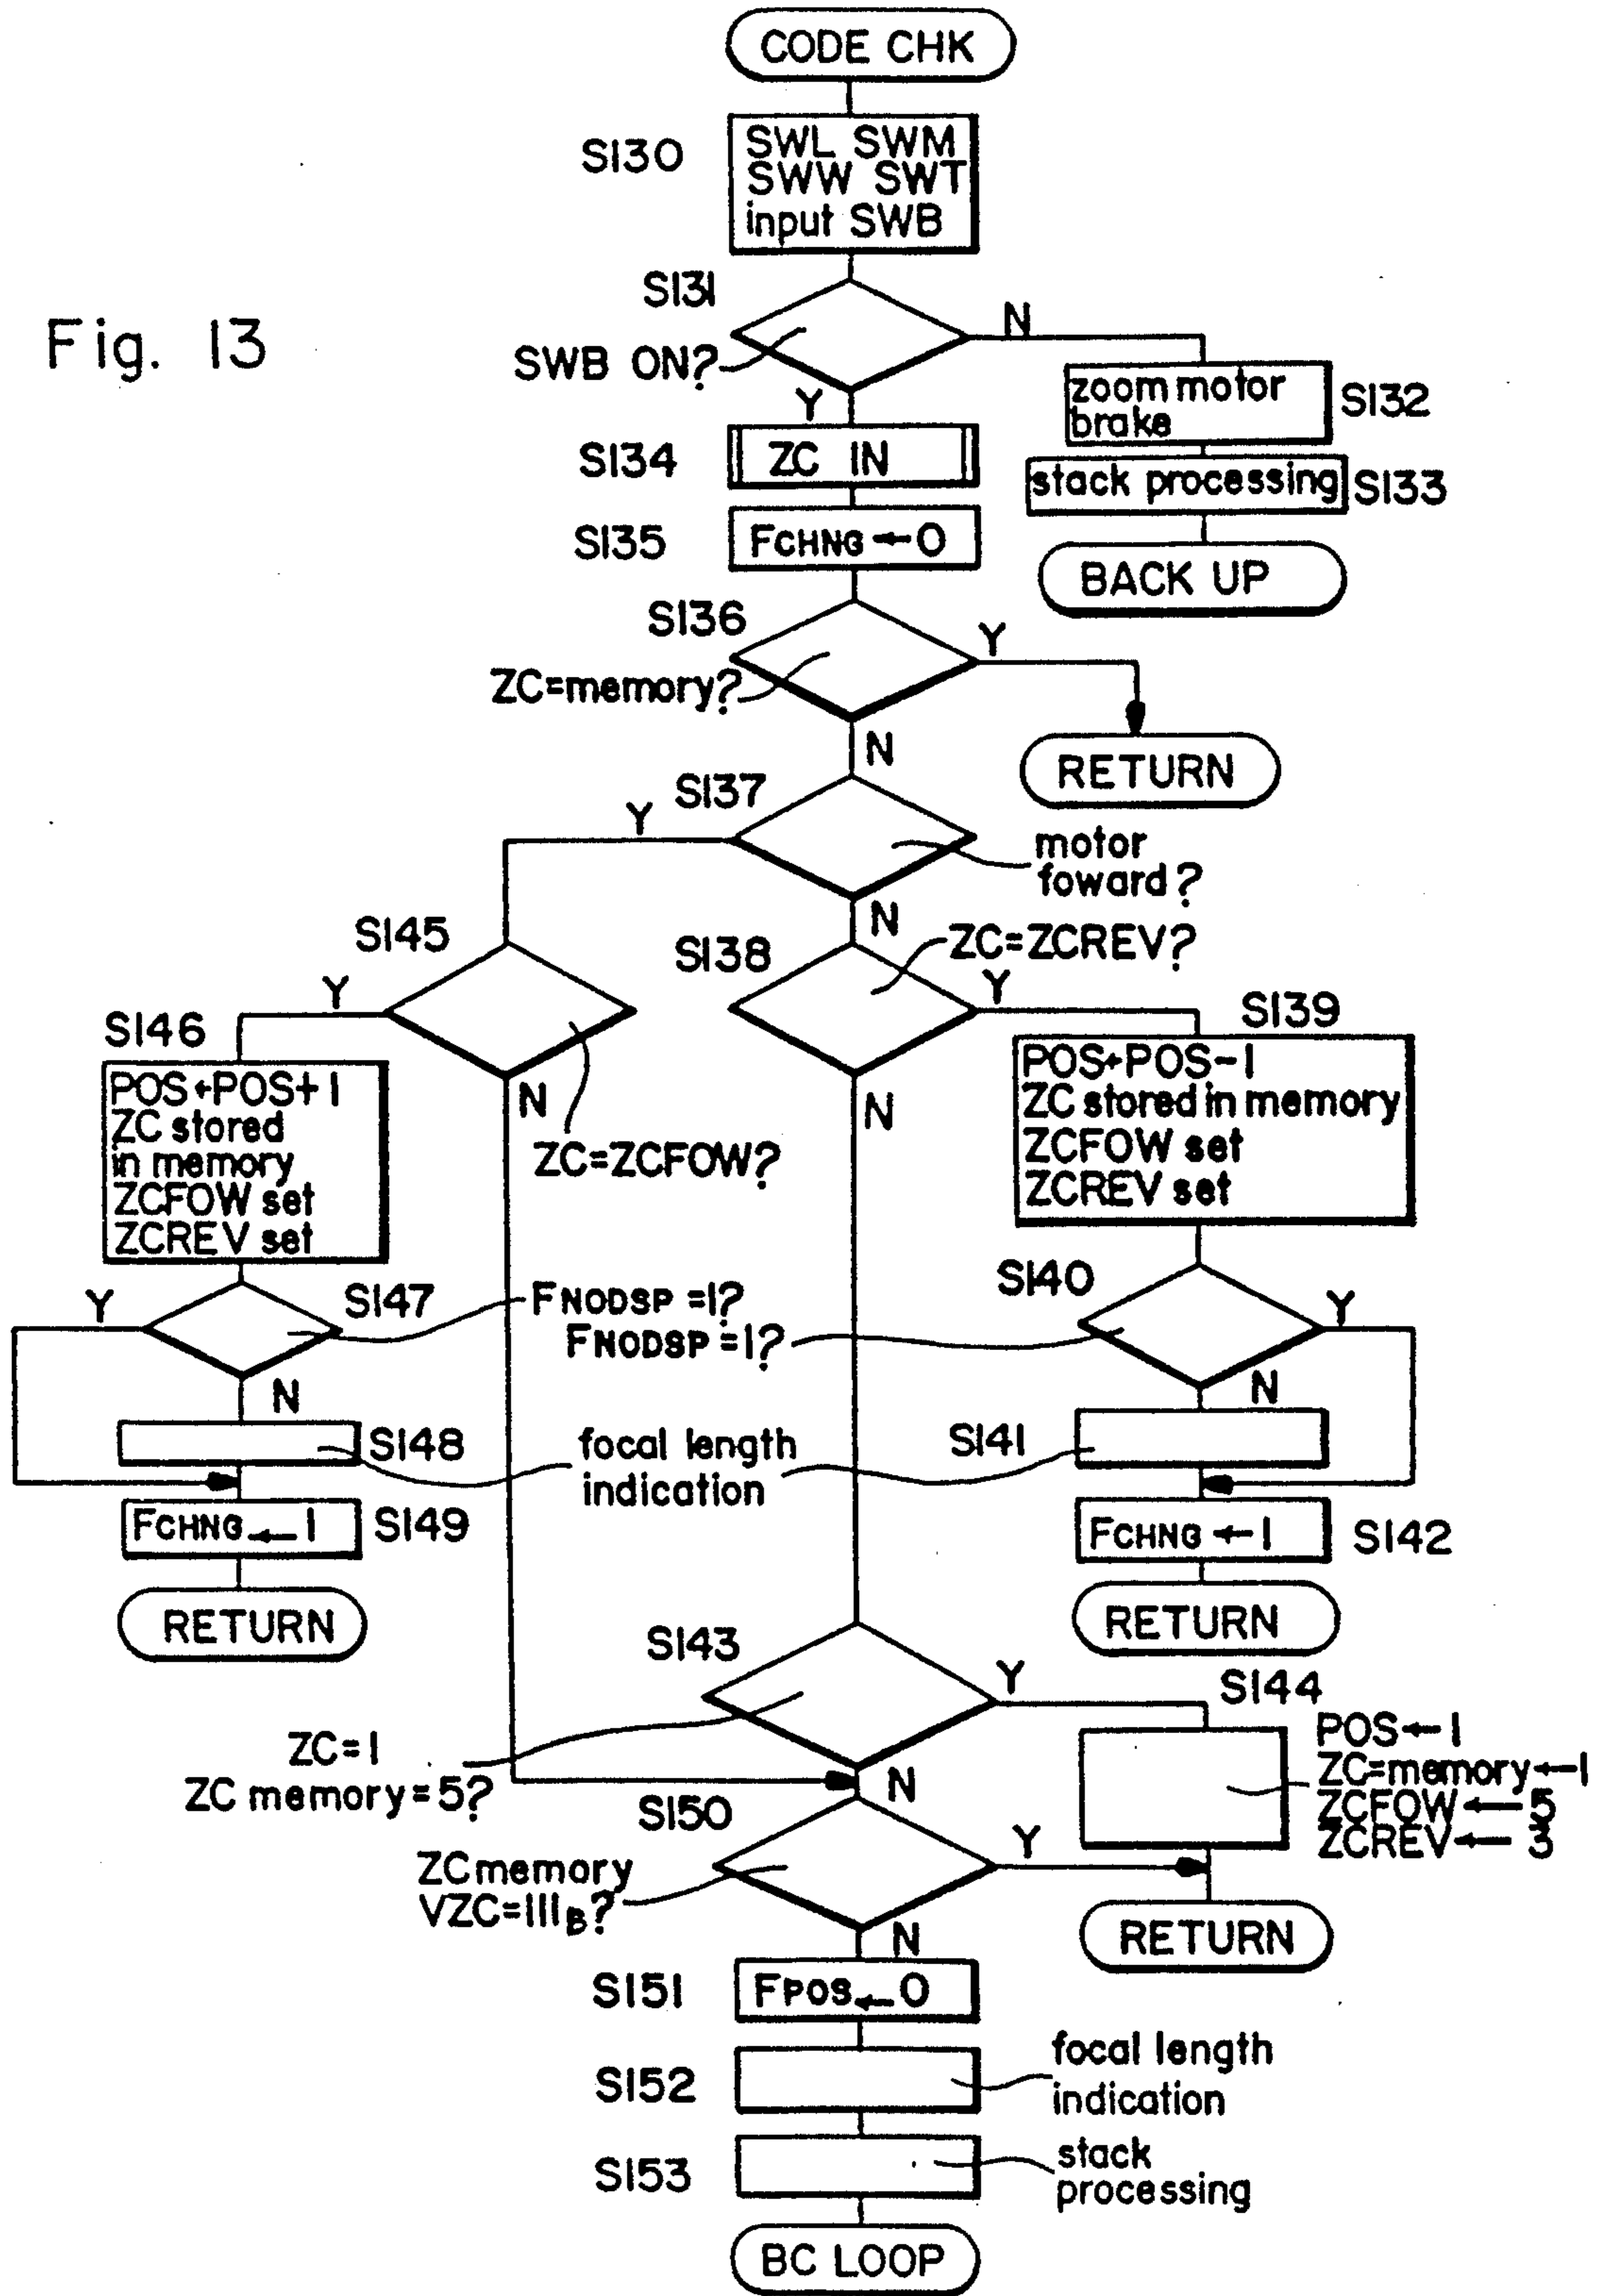 CODE CHK
S130
SWL SWM
SWW SWT
input SWB
Fig. 13
S131
N
SWB ON?
Y
zoom motor
brake
S132
S134
ZC IN
stack processing
S133
S135
FCHNG ← 0
BACK UP
S136
Y
ZC=memory?
N
RETURN
S137
Y
motor
foward?
N
S145
S138
ZC=ZCREV?
Y
Y
S146
S139
POS←POS+1
ZC stored
in memory
ZCFOW set
ZCREV set
N
ZC=ZCFOW?
N
POS←POS-1
ZC stored in memory
ZCFOW set
ZCREV set
Y
S147
FNODSP =1?
FNODSP =1?
S140
Y
N
N
S148
focal length
indication
S141
FCHNG ← 1
S149
FCHNG ← 1
S142
RETURN
RETURN
S143
Y
S144
ZC=1
ZC memory=5?
N
POS←1
ZC=memory←1
ZCFOW←5
ZCREV←3
S150
Y
ZC memory
VZC=111B?
N
RETURN
S151
FPOS←0
S152
focal length
indication
S153
stack
processing
BC LOOP